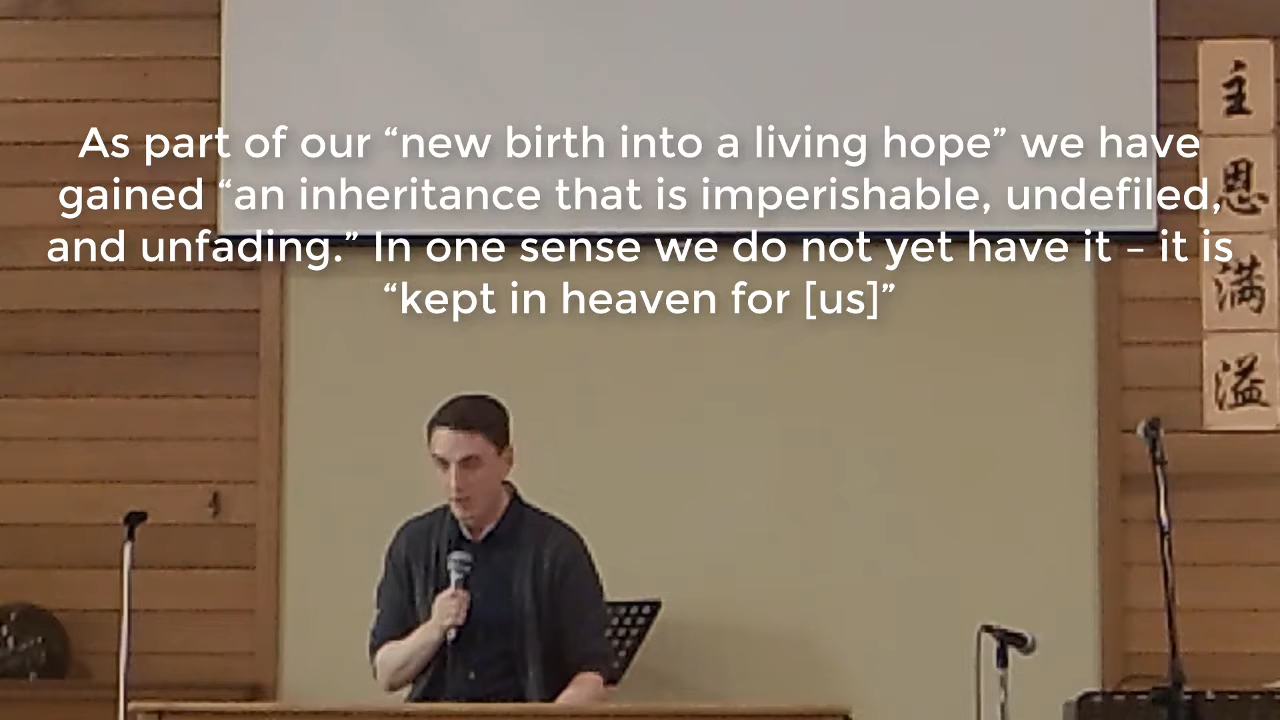 As part of our “new birth into a living hope” we have
gained “an inheritance that is imperishable, undefiled,
and unfading.” In one sense we do not yet have it – it is
“kept in heaven for [us]”
主恩满溢